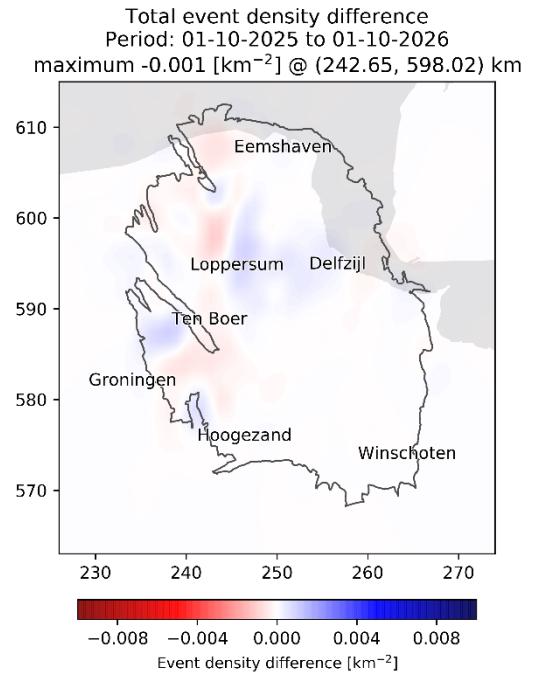 Total event density difference
Period: 01-10-2025 to 01-10-2026
maximum -0.001 [km⁻²] @ (242.65, 598.02) km
610
Eemshaven
600
Loppersum Delfzijl
590
Ten Boer
Groningen
580
Hoogezand
Winschoten
570
230 240 250 260 270
−0.008 −0.004 0.000 0.004 0.008
Event density difference [km⁻²]